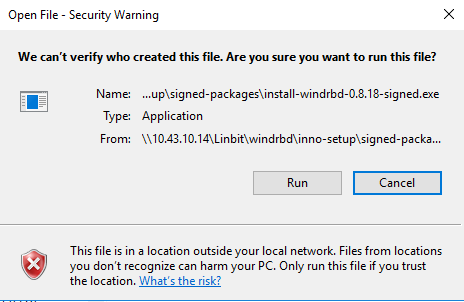 Open File - Security Warning
We can't verify who created this file. Are you sure you want to run this file?
Name: ...up\signed-packages\install-windrbd-0.8.18-signed.exe
Type: Application
From: \\10.43.10.14\Linbit\windrbd\inno-setup\signed-packa...
Run Cancel
This file is in a location outside your local network. Files from locations
you don't recognize can harm your PC. Only run this file if you trust
the location. What's the risk?